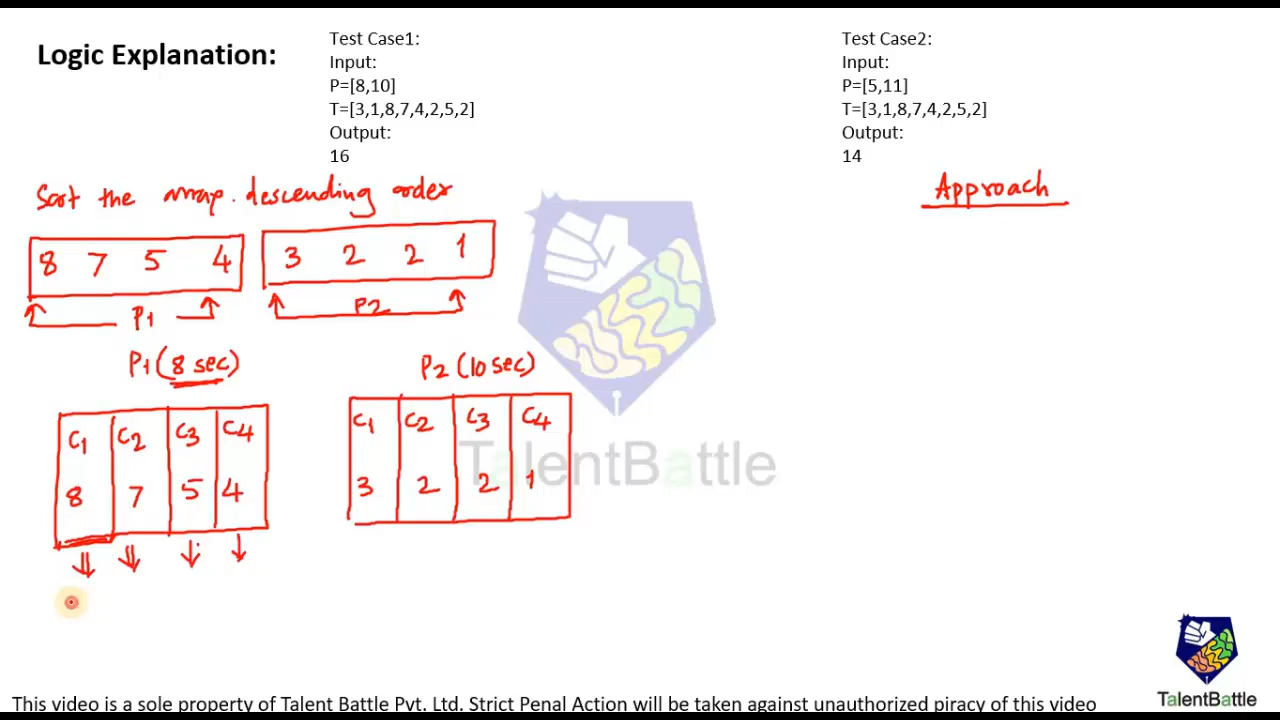 Logic Explanation:
Test Case1:
Input:
P=[8,10]
T=[3,1,8,7,4,2,5,2]
Output:
16
Test Case2:
Input:
P=[5,11]
T=[3,1,8,7,4,2,5,2]
Output:
14
Sort the array. descending order
Approach
8 7 5 4 3 2 2 1
P1 P2
P1 (8 sec) P2 (10 sec)
C1 C2 C3 C4 C1 C2 C3 C4
8 7 5 4 3 2 2 1
TalentBattle
TalentBattle
This video is a sole property of Talent Battle Pvt. Ltd. Strict Penal Action will be taken against unauthorized piracy of this video